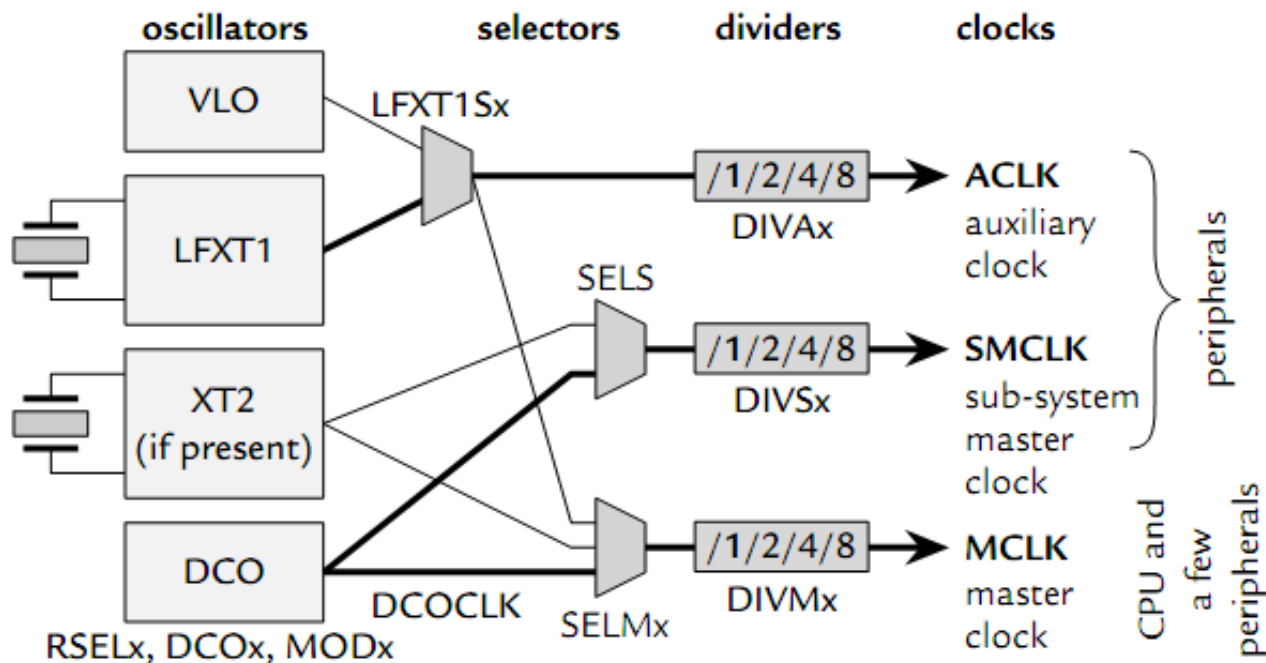 oscillators selectors dividers clocks
VLO
LFXT1Sx
/1/2/4/8
DIVAx
ACLK
auxiliary
clock
LFXT1
SELS
/1/2/4/8
DIVSx
SMCLK
sub-system
master
clock
peripherals
XT2
(if present)
DCO
DCOCLK
SELMx
/1/2/4/8
DIVMx
MCLK
master
clock
CPU and
a few
peripherals
RSELx, DCOx, MODx